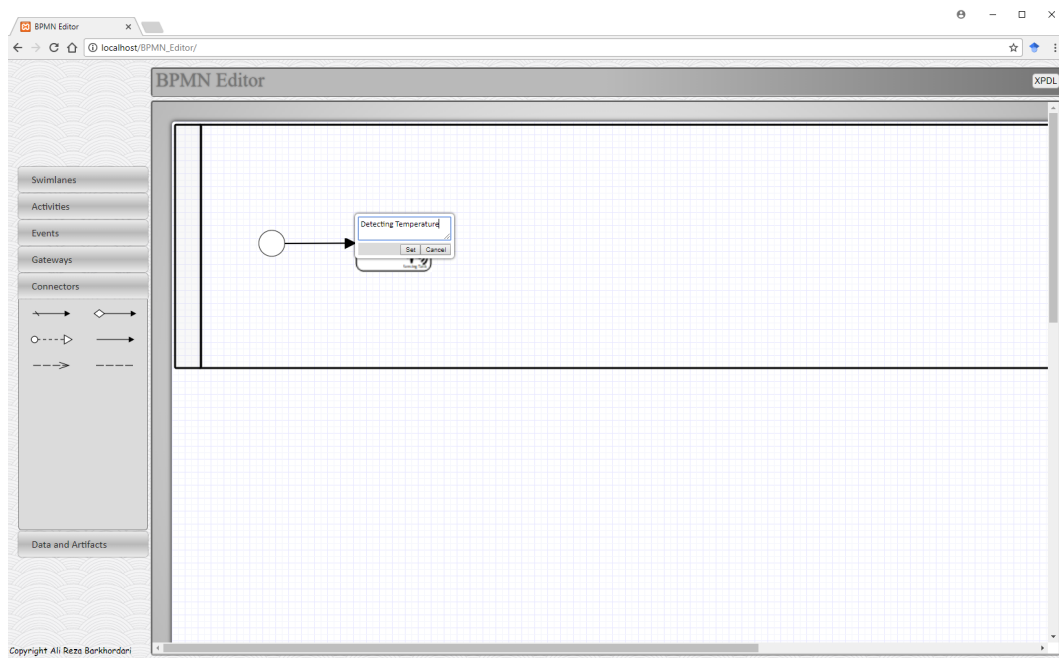 BPMN Editor
localhost/BPMN_Editor/
BPMN Editor
XPDL
Swimlanes
Activities
Events
Gateways
Connectors
Detecting Temperature
Set Cancel
Data and Artifacts
Copyright Ali Reza Barkhordari